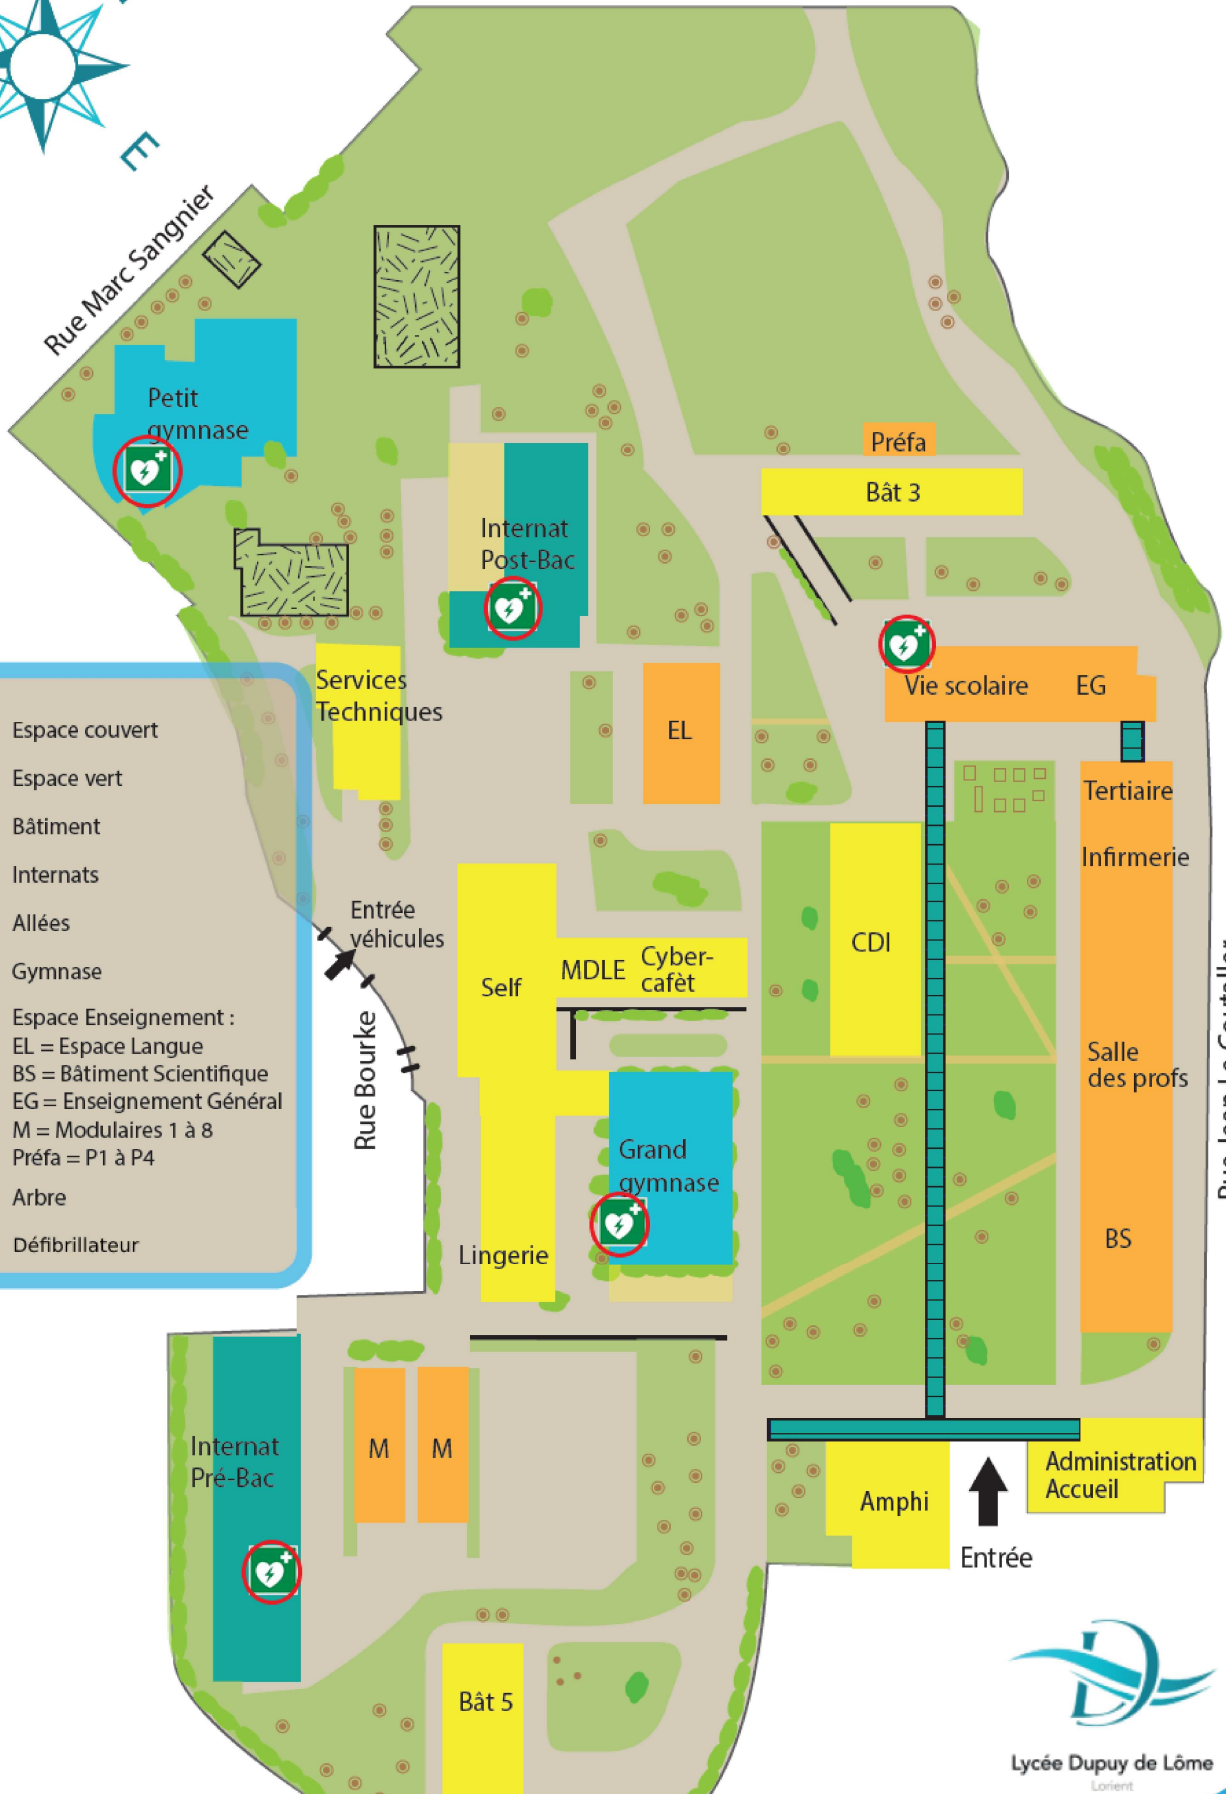 E
Rue Marc Sangnier
Petit
gymnase
Préfa
Bât 3
Internat
Post-Bac
Services
Techniques
EL
Vie scolaire
EG
Espace couvert
Espace vert
Bâtiment
Internats
Allées
Gymnase
Espace Enseignement :
EL = Espace Langue
BS = Bâtiment Scientifique
EG = Enseignement Général
M = Modulaires 1 à 8
Préfa = P1 à P4
Arbre
Défibrillateur
Tertiaire
Infirmerie
Entrée
véhicules
Self
MDLE
Cyber-
cafèt
CDI
Rue Bourke
Salle
des profs
Grand
gymnase
Lingerie
BS
Internat
Pré-Bac
M
M
Amphi
Administration
Accueil
Entrée
Bât 5
Lycée Dupuy de Lôme
Lorient